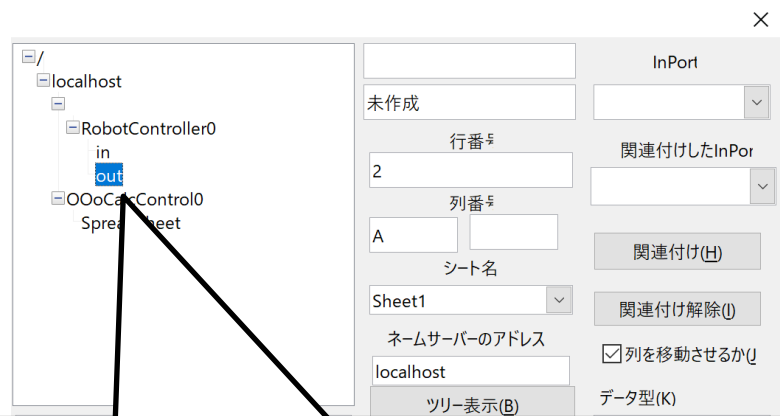 /
localhost
RobotController0
in
out
OOoCalcControl0
Spreadsheet
未作成
行番号
2
列番号
A
シート名
Sheet1
ネームサーバーのアドレス
localhost
ツリー表示(B)
InPort
関連付けしたInPor
関連付け(H)
関連付け解除(I)
列を移動させるか(J
データ型(K)